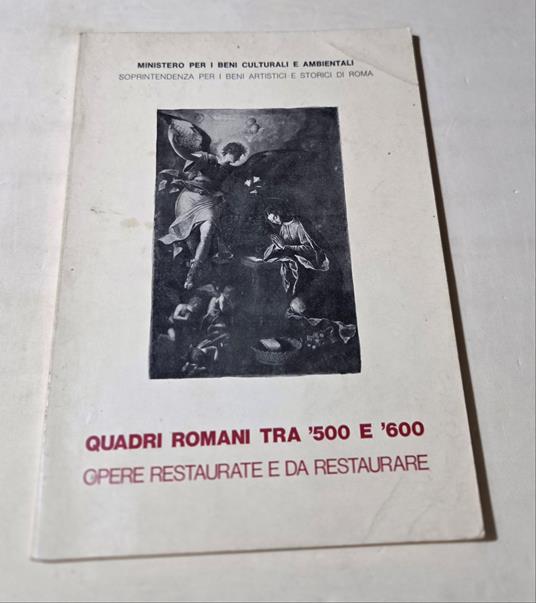 MINISTERO PER I BENI CULTURALI E AMBIENTALI
SOPRINTENDENZA PER I BENI ARTISTICI E STORICI DI ROMA
QUADRI ROMANI TRA '500 E '600
OPERE RESTAURATE E DA RESTAURARE